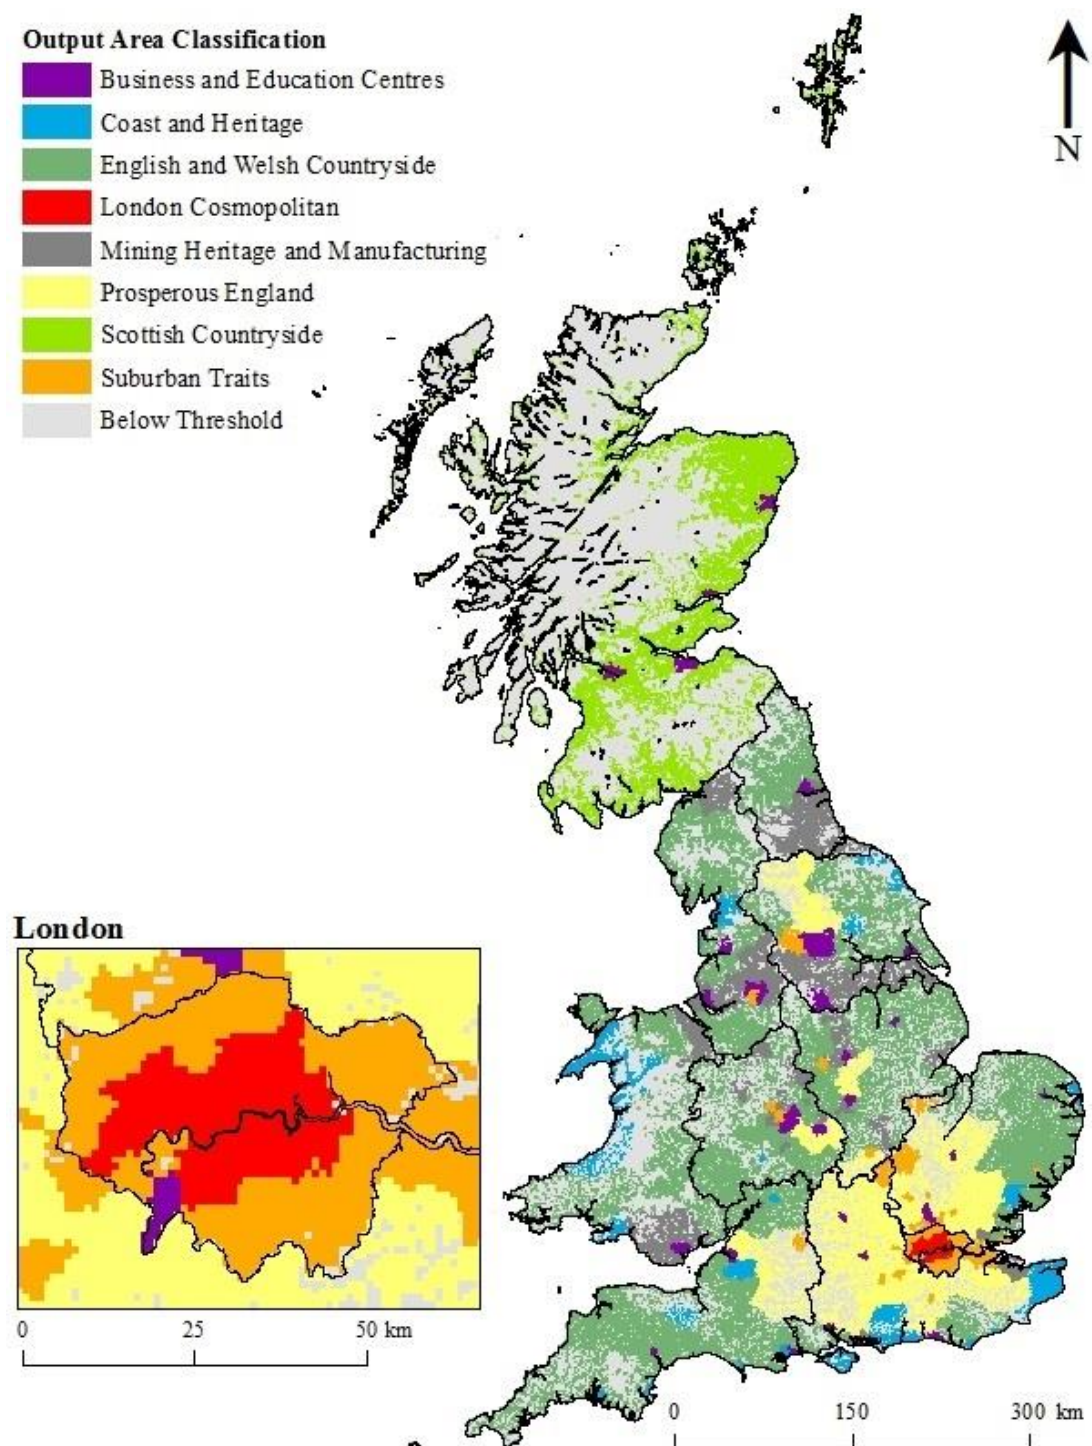 Output Area Classification
Business and Education Centres
Coast and Heritage
English and Welsh Countryside
London Cosmopolitan
Mining Heritage and Manufacturing
Prosperous England
Scottish Countryside
Suburban Traits
Below Threshold
N
London
0 25 50 km
0 150 300 km